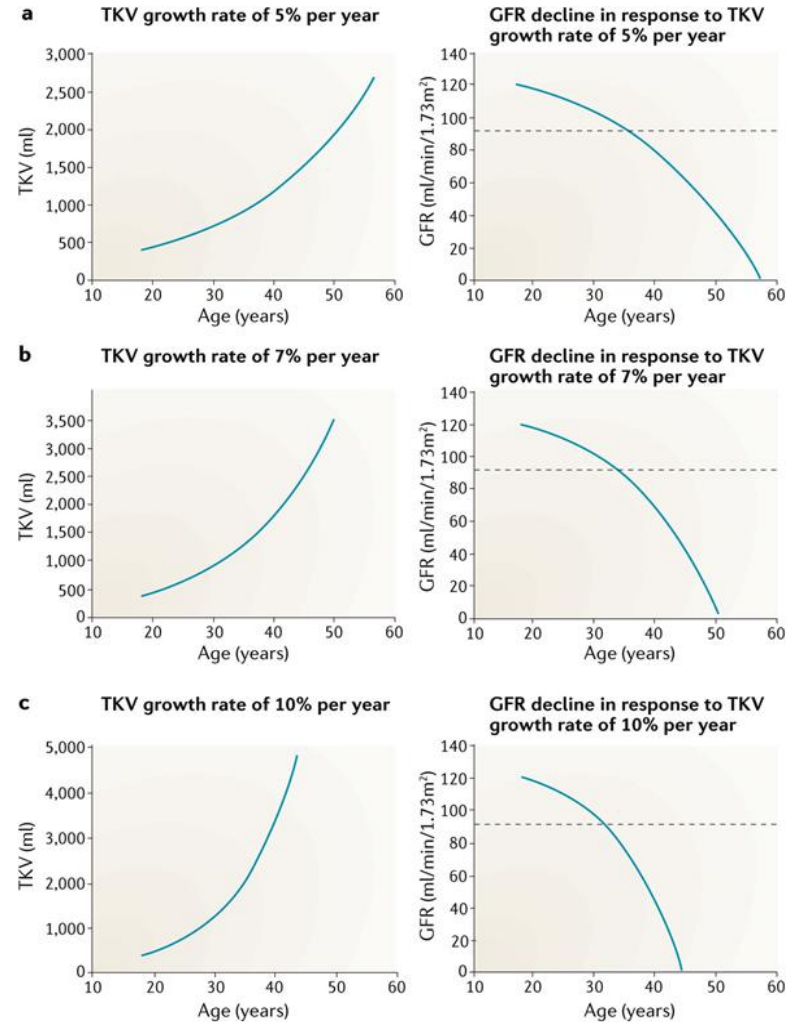 a
TKV growth rate of 5% per year
3,000
2,500
2,000
1,500
1,000
500
0
TKV (ml)
10 20 30 40 50 60
Age (years)
GFR decline in response to TKV
growth rate of 5% per year
140
120
100
80
60
40
20
0
GFR (ml/min/1.73m²)
10 20 30 40 50 60
Age (years)
b
TKV growth rate of 7% per year
3,500
3,000
2,500
2,000
1,500
1,000
500
0
TKV (ml)
10 20 30 40 50 60
Age (years)
GFR decline in response to TKV
growth rate of 7% per year
140
120
100
80
60
40
20
0
GFR (ml/min/1.73m²)
10 20 30 40 50 60
Age (years)
c
TKV growth rate of 10% per year
5,000
4,000
3,000
2,000
1,000
0
TKV (ml)
10 20 30 40 50 60
Age (years)
GFR decline in response to TKV
growth rate of 10% per year
140
120
100
80
60
40
20
0
GFR (ml/min/1.73m²)
10 20 30 40 50 60
Age (years)